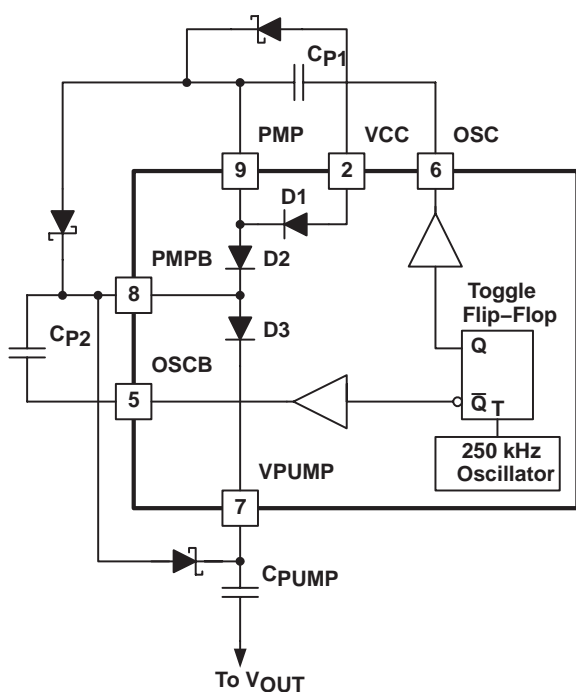 CP1
PMP
VCC
OSC
9
2
6
D1
PMPB
D2
8
Toggle
Flip–Flop
CP2
D3
Q
OSCB
5
Q̅
T
250 kHz
Oscillator
VPUMP
7
CPUMP
To VOUT